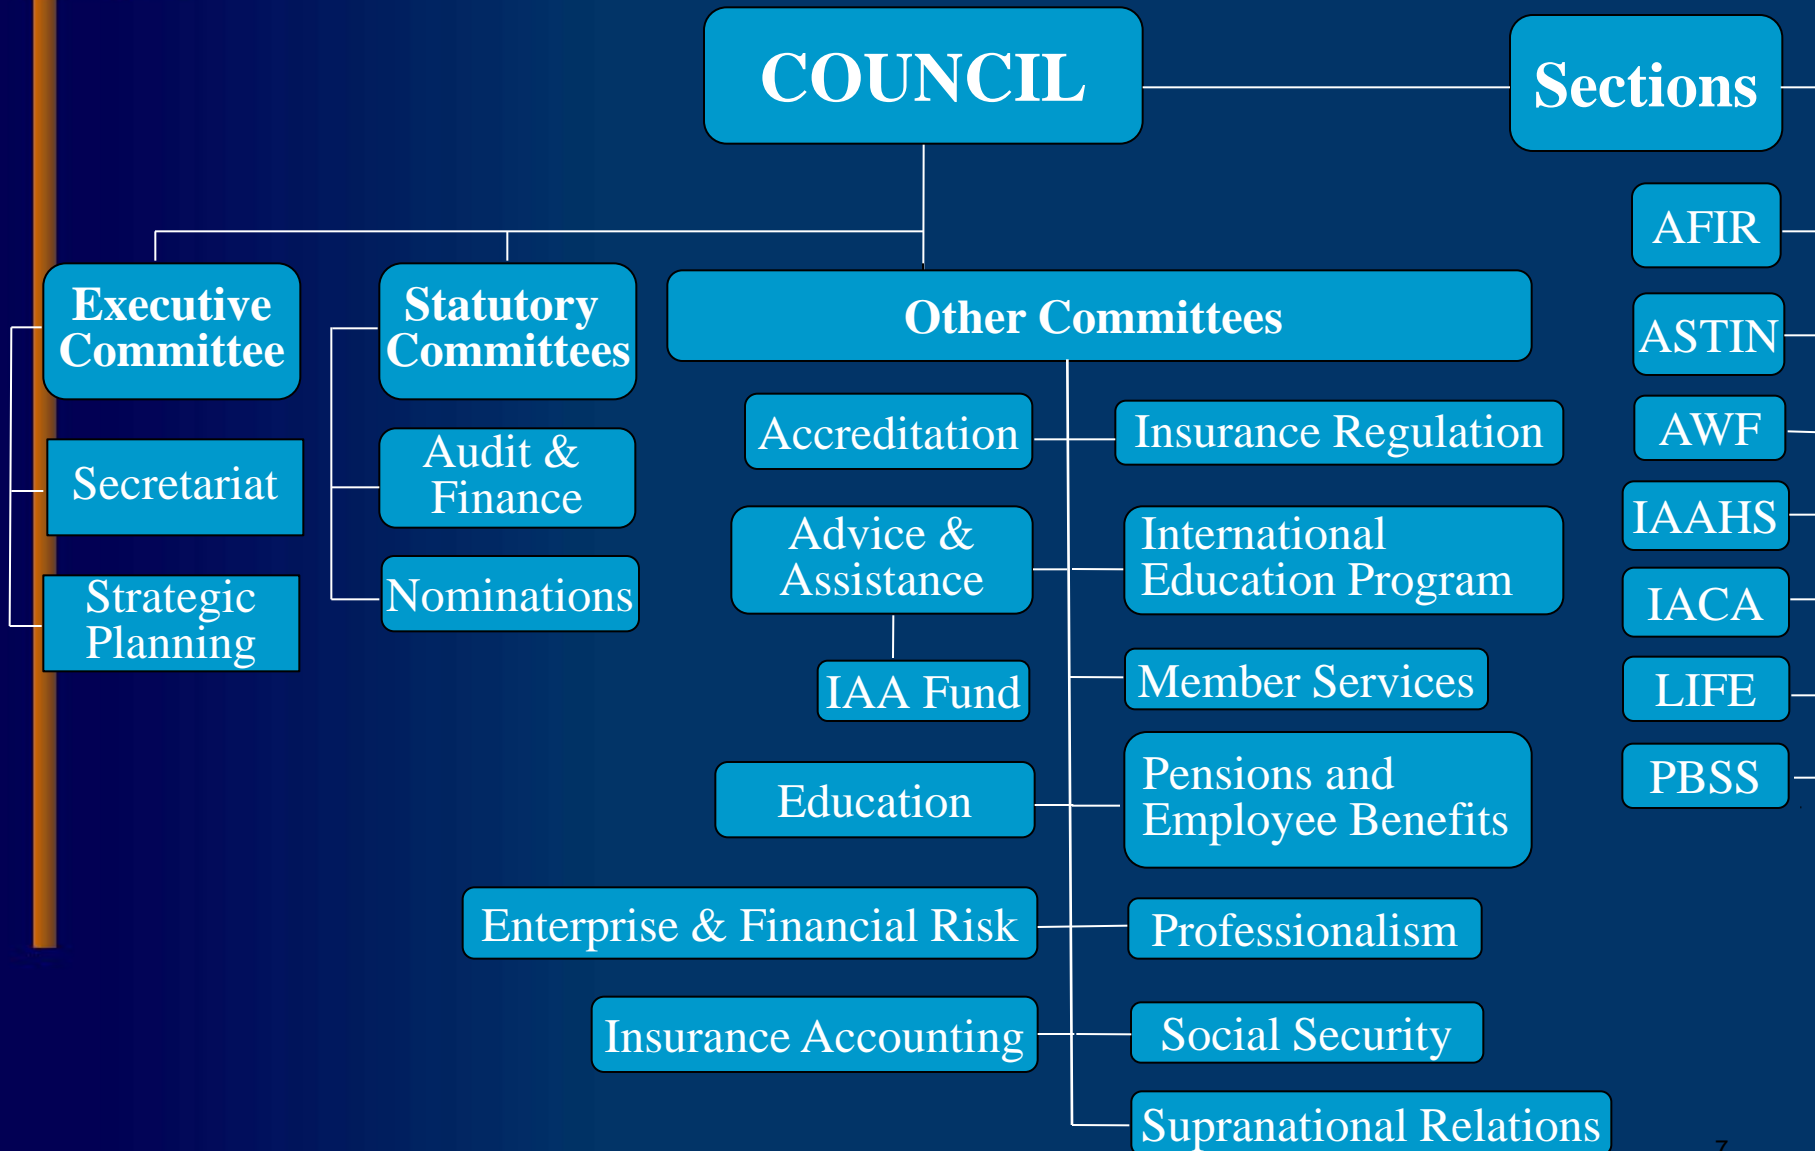 COUNCIL
Sections
Executive
Committee
Secretariat
Strategic
Planning
Statutory
Committees
Audit &
Finance
Nominations
Other Committees
Accreditation
Advice &
Assistance
IAA Fund
Education
Enterprise & Financial Risk
Insurance Accounting
Insurance Regulation
International
Education Program
Member Services
Pensions and
Employee Benefits
Professionalism
Social Security
Supranational Relations
AFIR
ASTIN
AWF
IAAHS
IACA
LIFE
PBSS
7